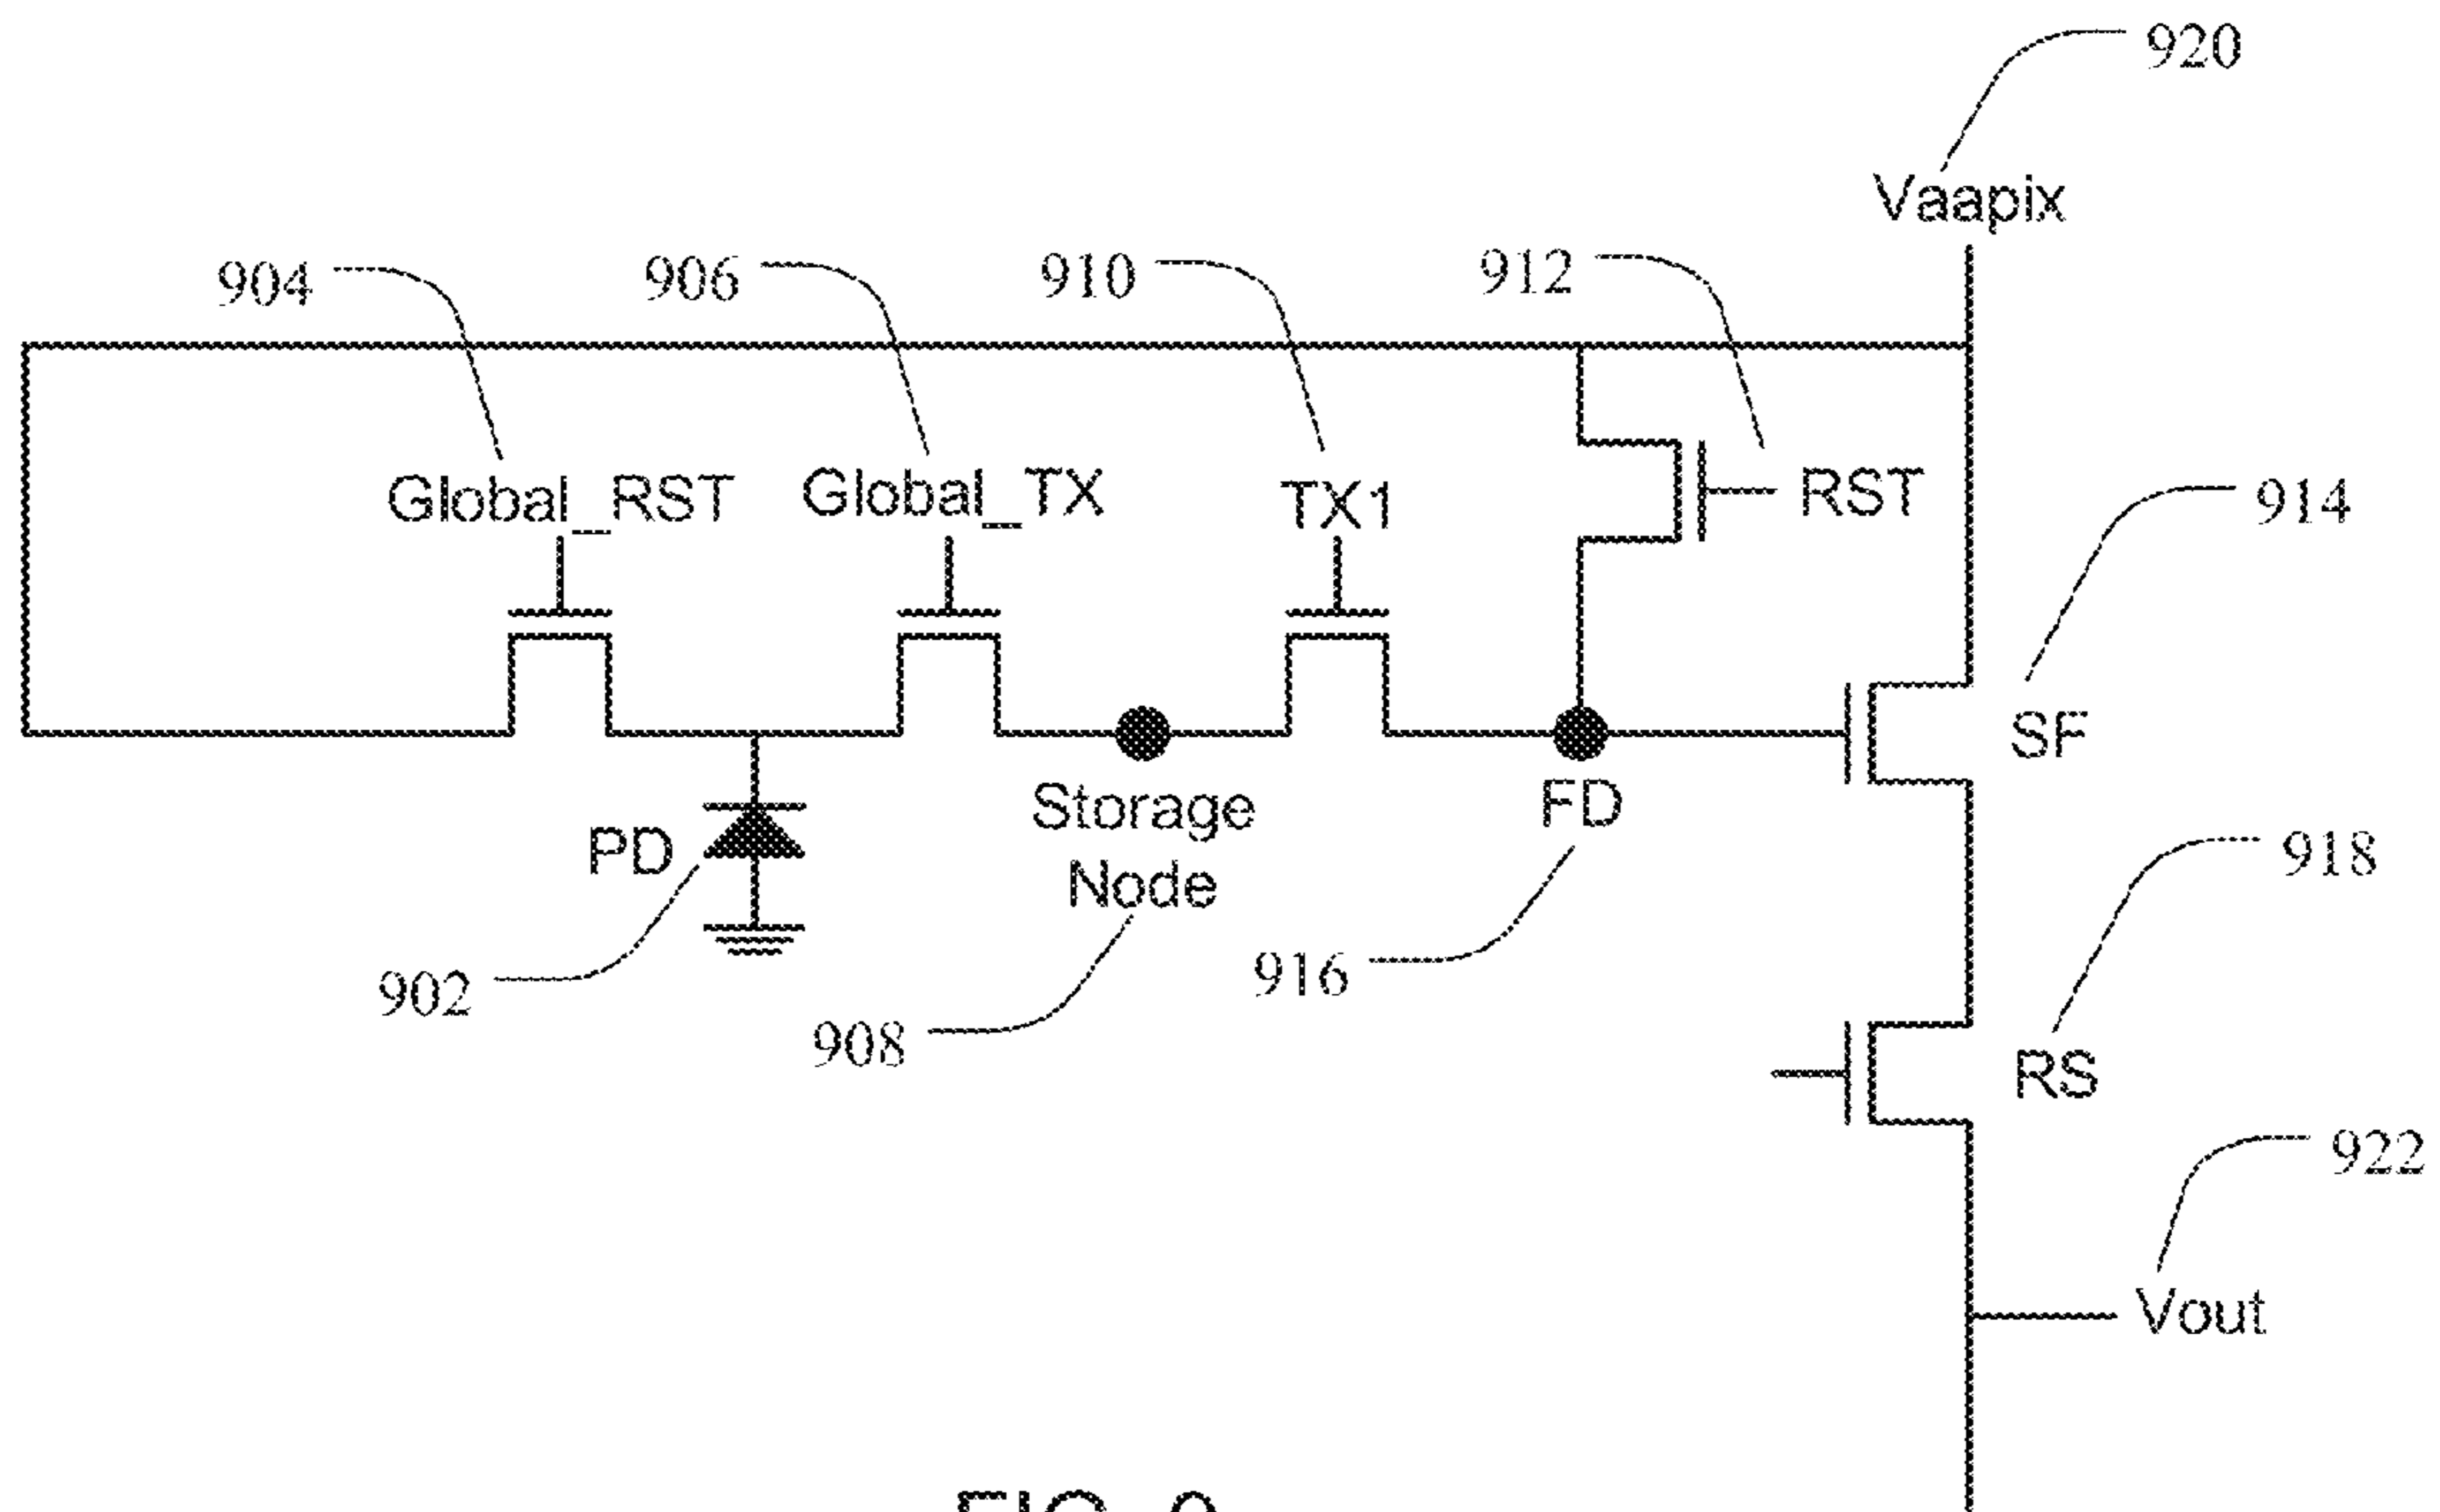 920
Vaapix
904
906
910
912
Global_RST
Global_TX
TX1
RST
914
SF
Storage
Node
FD
PD
918
902
908
916
RS
922
Vout